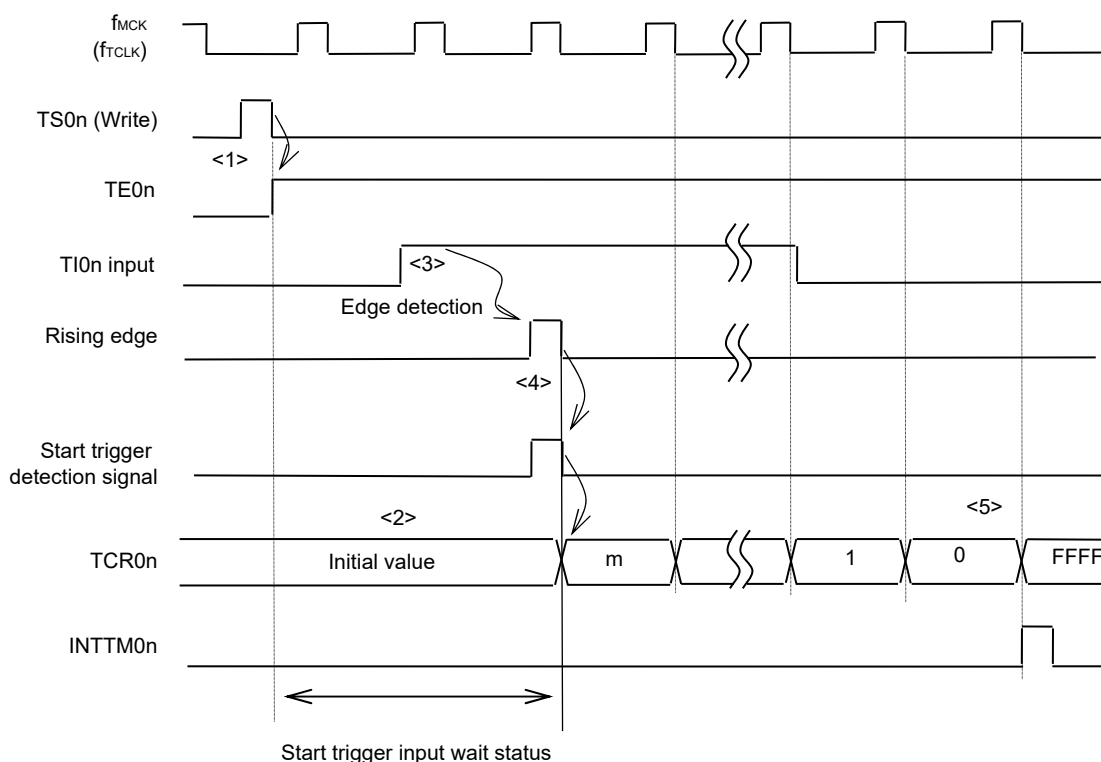 fMCK
(fTCLK)
TS0n (Write)
<1>
TE0n
TI0n input
<3>
Edge detection
Rising edge
<4>
Start trigger
detection signal
<2>
<5>
TCR0n
Initial value
m
1
0
FFFF
INTTM0n
Start trigger input wait status